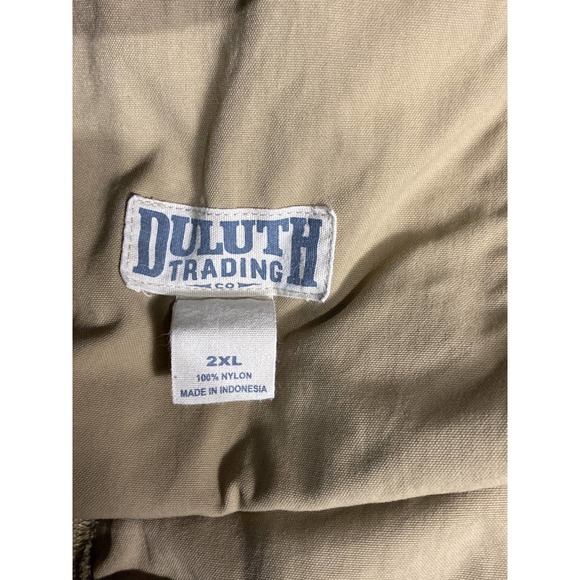 DULUTH
TRADING
CO
2XL
100% NYLON
MADE IN INDONESIA